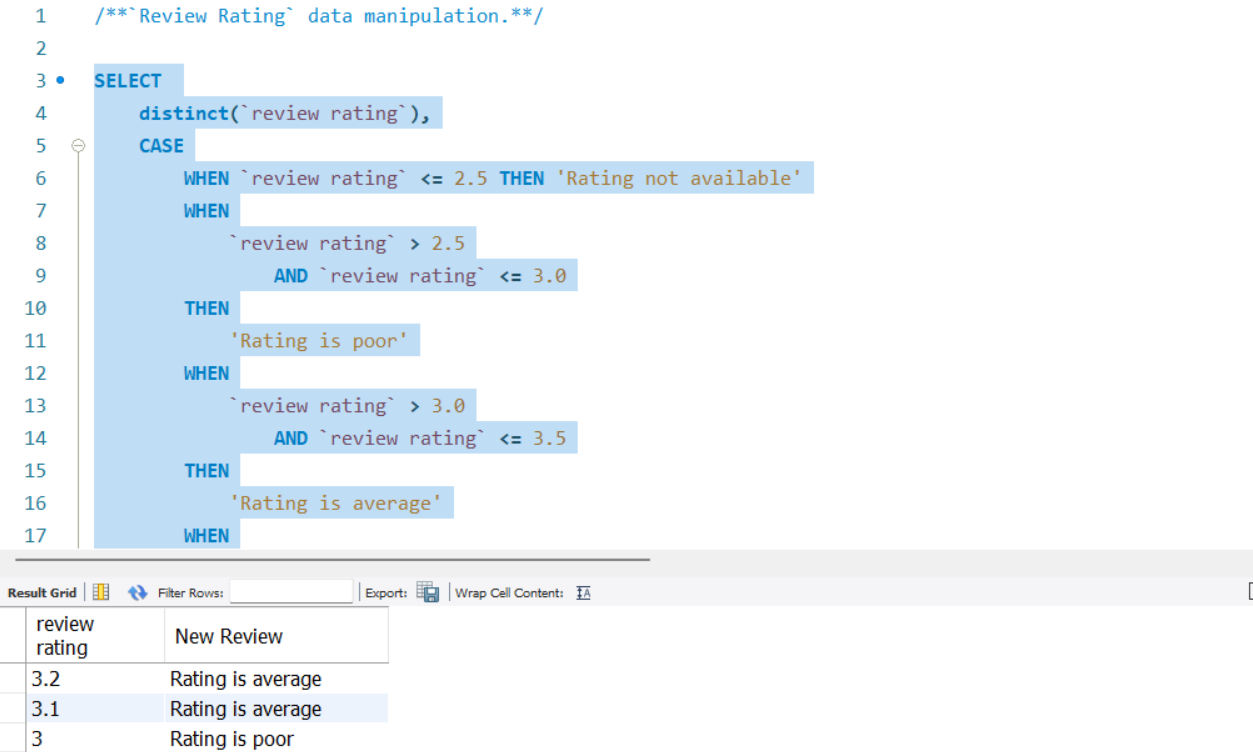 1 /**`Review Rating` data manipulation.**/
2
3 SELECT
4 distinct(`review rating`),
5 CASE
6 WHEN `review rating` <= 2.5 THEN 'Rating not available'
7 WHEN
8 `review rating` > 2.5
9 AND `review rating` <= 3.0
10 THEN
11 'Rating is poor'
12 WHEN
13 `review rating` > 3.0
14 AND `review rating` <= 3.5
15 THEN
16 'Rating is average'
17 WHEN
Result Grid Filter Rows: Export: Wrap Cell Content: IA
review
rating New Review
3.2 Rating is average
3.1 Rating is average
3 Rating is poor